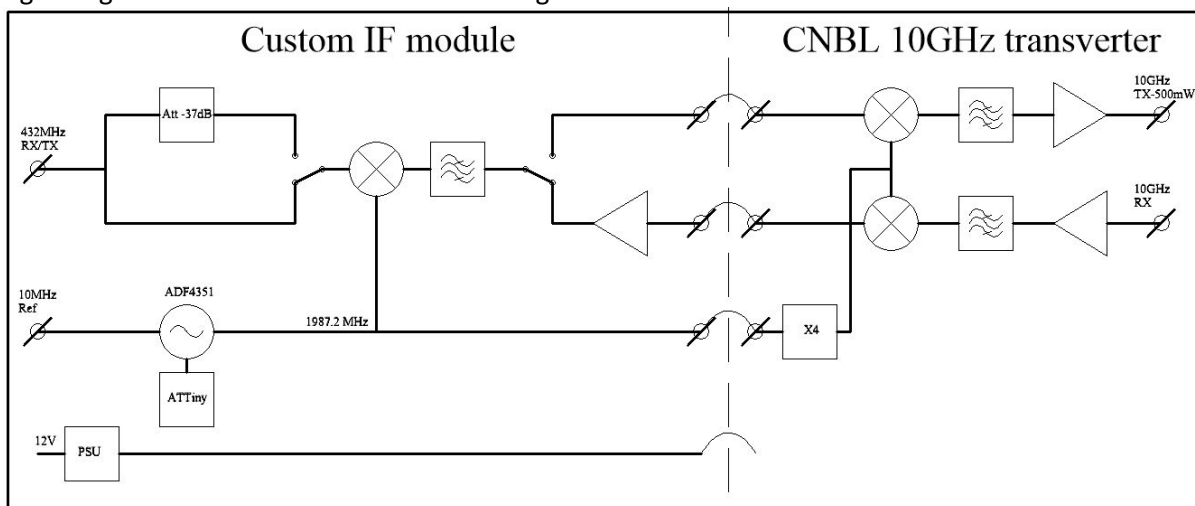 Custom IF module
CNBL 10GHz transverter
Att -37dB
432MHz
RX/TX
10GHz
TX-500mW
10GHz
RX
10MHz
Ref
ADF4351
1987.2 MHz
X4
ATTiny
12V
PSU